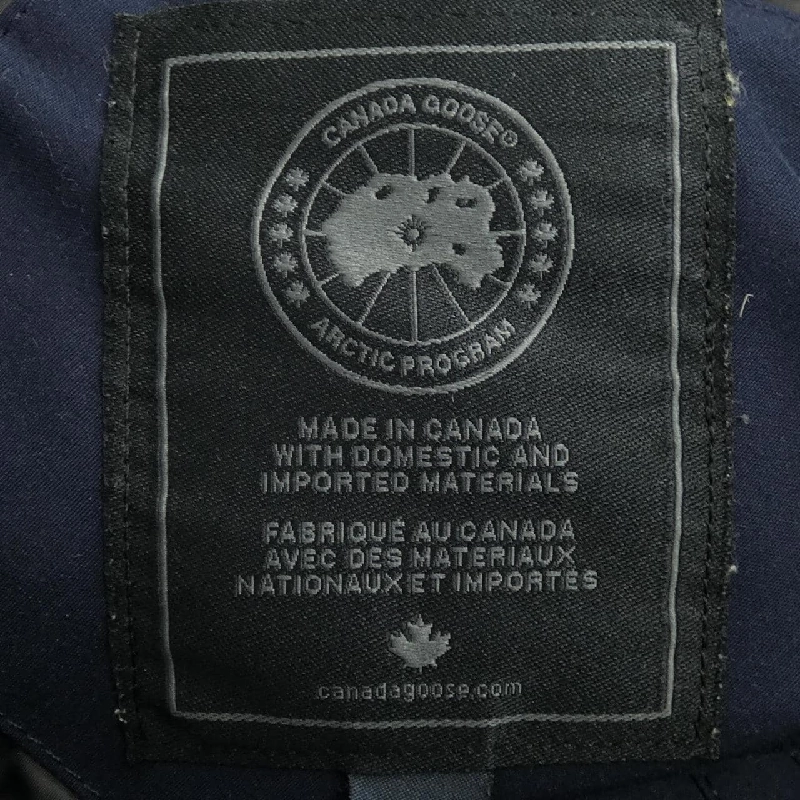 CANADA GOOSE®
ARCTIC PROGRAM
MADE IN CANADA
WITH DOMESTIC AND
IMPORTED MATERIALS
FABRIQUÉ AU CANADA
AVEC DES MATERIAUX
NATIONAUX ET IMPORTÉS
canadagoose.com